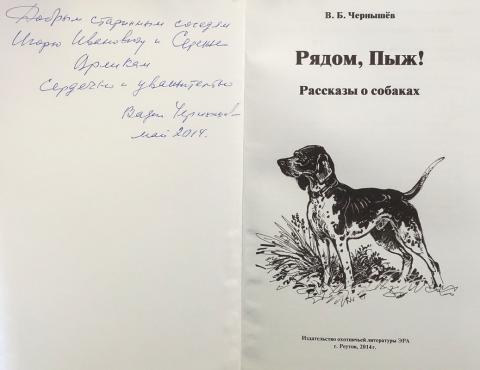 Добрым старинным соседям
Игорю Ивановичу и Сереже
Орликам
сердечно и уважительно
Вадим Чернышев
май 2014.
В. Б. Чернышёв
Рядом, Пыж!
Рассказы о собаках
Издательство охотничьей литературы ЭРА
г. Реутов, 2014 г.